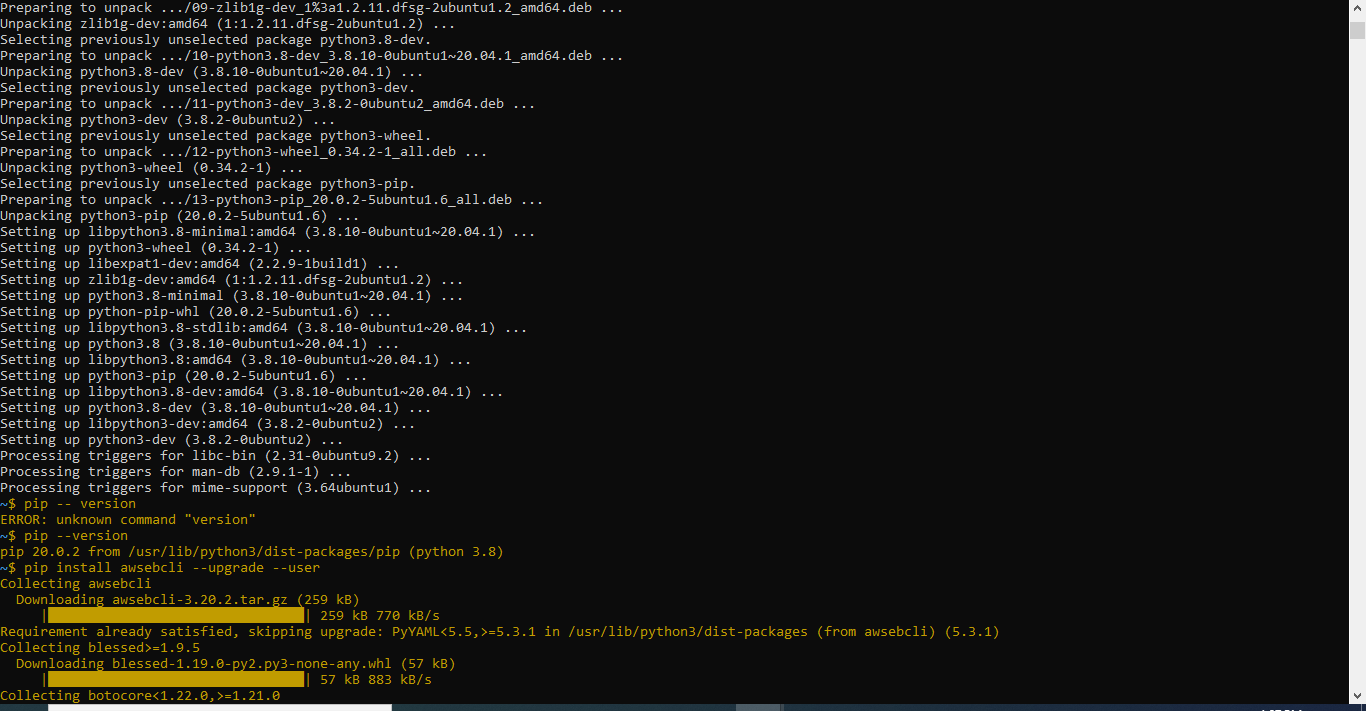 Preparing to unpack .../09-zlib1g-dev_1%3a1.2.11.dfsg-2ubuntu1.2_amd64.deb ...
Unpacking zlib1g-dev:amd64 (1:1.2.11.dfsg-2ubuntu1.2) ...
Selecting previously unselected package python3.8-dev.
Preparing to unpack .../10-python3.8-dev_3.8.10-0ubuntu1~20.04.1_amd64.deb ...
Unpacking python3.8-dev (3.8.10-0ubuntu1~20.04.1) ...
Selecting previously unselected package python3-dev.
Preparing to unpack .../11-python3-dev_3.8.2-0ubuntu2_amd64.deb ...
Unpacking python3-dev (3.8.2-0ubuntu2) ...
Selecting previously unselected package python3-wheel.
Preparing to unpack .../12-python3-wheel_0.34.2-1_all.deb ...
Unpacking python3-wheel (0.34.2-1) ...
Selecting previously unselected package python3-pip.
Preparing to unpack .../13-python3-pip_20.0.2-5ubuntu1.6_all.deb ...
Unpacking python3-pip (20.0.2-5ubuntu1.6) ...
Setting up libpython3.8-minimal:amd64 (3.8.10-0ubuntu1~20.04.1) ...
Setting up python3-wheel (0.34.2-1) ...
Setting up libexpat1-dev:amd64 (2.2.9-1build1) ...
Setting up zlib1g-dev:amd64 (1:1.2.11.dfsg-2ubuntu1.2) ...
Setting up python3.8-minimal (3.8.10-0ubuntu1~20.04.1) ...
Setting up python-pip-whl (20.0.2-5ubuntu1.6) ...
Setting up libpython3.8-stdlib:amd64 (3.8.10-0ubuntu1~20.04.1) ...
Setting up python3.8 (3.8.10-0ubuntu1~20.04.1) ...
Setting up libpython3.8:amd64 (3.8.10-0ubuntu1~20.04.1) ...
Setting up python3-pip (20.0.2-5ubuntu1.6) ...
Setting up libpython3.8-dev:amd64 (3.8.10-0ubuntu1~20.04.1) ...
Setting up python3.8-dev (3.8.10-0ubuntu1~20.04.1) ...
Setting up libpython3-dev:amd64 (3.8.2-0ubuntu2) ...
Setting up python3-dev (3.8.2-0ubuntu2) ...
Processing triggers for libc-bin (2.31-0ubuntu9.2) ...
Processing triggers for man-db (2.9.1-1) ...
Processing triggers for mime-support (3.64ubuntu1) ...
~$ pip -- version
ERROR: unknown command "version"
~$ pip --version
pip 20.0.2 from /usr/lib/python3/dist-packages/pip (python 3.8)
~$ pip install awsebcli --upgrade --user
Collecting awsebcli
Downloading awsebcli-3.20.2.tar.gz (259 kB)
| | 259 kB 770 kB/s
Requirement already satisfied, skipping upgrade: PyYAML<5.5,>=5.3.1 in /usr/lib/python3/dist-packages (from awsebcli) (5.3.1)
Collecting blessed>=1.9.5
Downloading blessed-1.19.0-py2.py3-none-any.whl (57 kB)
| | 57 kB 883 kB/s
Collecting botocore<1.22.0,>=1.21.0